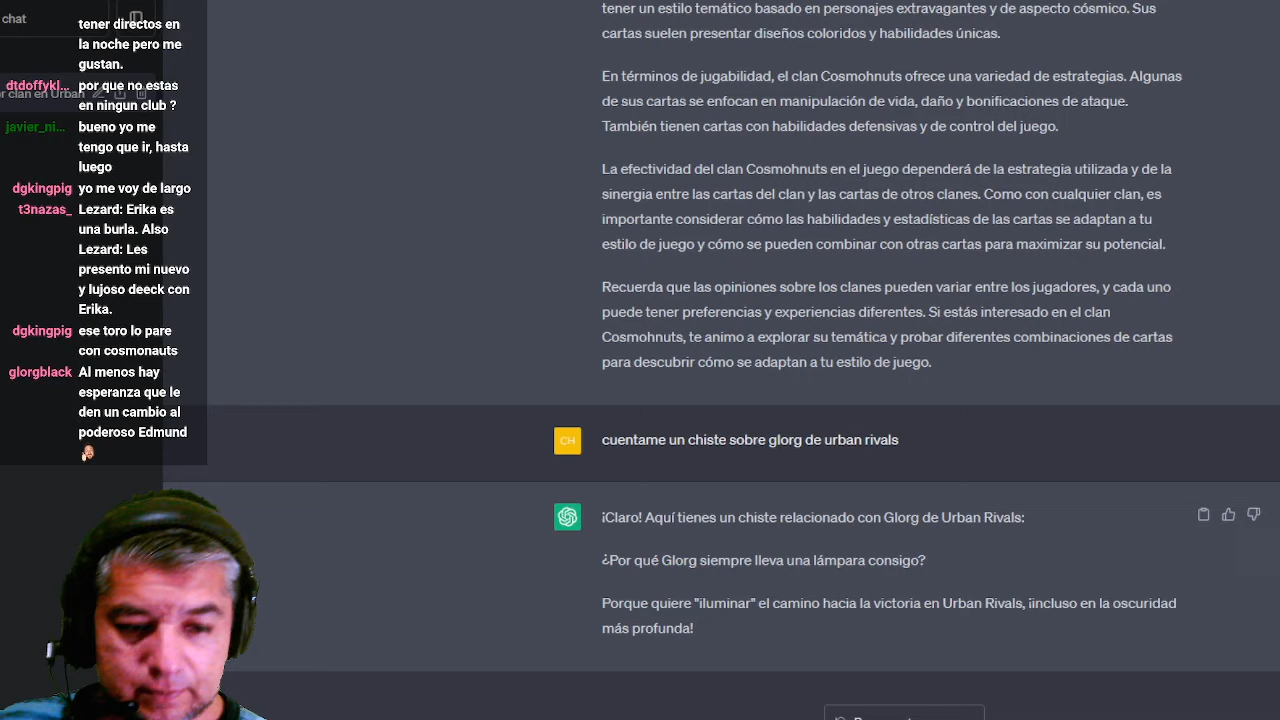 chat
tener directos en
la noche pero me
gustan.
dtdoffykl... por que no estas
en ningun club ?
r clan en Urban
javier_ni... bueno yo me
tengo que ir, hasta
luego
dgkingpig yo me voy de largo
t3nazas_ Lezard: Erika es
una burla. Also
Lezard: Les
presento mi nuevo
y lujoso deeck con
Erika.
dgkingpig ese toro lo pare
con cosmonauts
glorgblack Al menos hay
esperanza que le
den un cambio al
poderoso Edmund
tener un estilo temático basado en personajes extravagantes y de aspecto cósmico. Sus
cartas suelen presentar diseños coloridos y habilidades únicas.
En términos de jugabilidad, el clan Cosmohnuts ofrece una variedad de estrategias. Algunas
de sus cartas se enfocan en manipulación de vida, daño y bonificaciones de ataque.
También tienen cartas con habilidades defensivas y de control del juego.
La efectividad del clan Cosmohnuts en el juego dependerá de la estrategia utilizada y de la
sinergia entre las cartas del clan y las cartas de otros clanes. Como con cualquier clan, es
importante considerar cómo las habilidades y estadísticas de las cartas se adaptan a tu
estilo de juego y cómo se pueden combinar con otras cartas para maximizar su potencial.
Recuerda que las opiniones sobre los clanes pueden variar entre los jugadores, y cada uno
puede tener preferencias y experiencias diferentes. Si estás interesado en el clan
Cosmohnuts, te animo a explorar su temática y probar diferentes combinaciones de cartas
para descubrir cómo se adaptan a tu estilo de juego.
CH
cuentame un chiste sobre glorg de urban rivals
¡Claro! Aquí tienes un chiste relacionado con Glorg de Urban Rivals:
¿Por qué Glorg siempre lleva una lámpara consigo?
Porque quiere "iluminar" el camino hacia la victoria en Urban Rivals, ¡incluso en la oscuridad
más profunda!